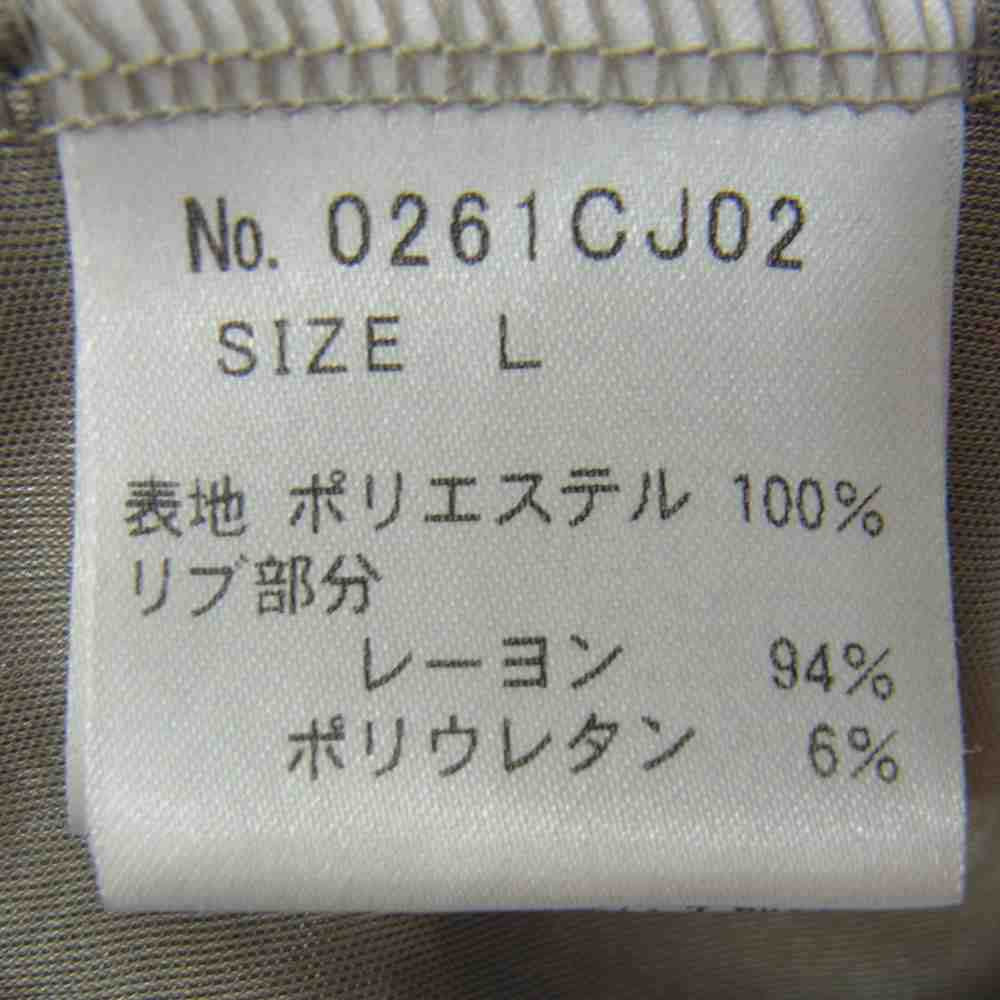 No. 0261CJ02
SIZE L
表地 ポリエステル 100%
リブ部分
レーヨン 94%
ポリウレタン 6%